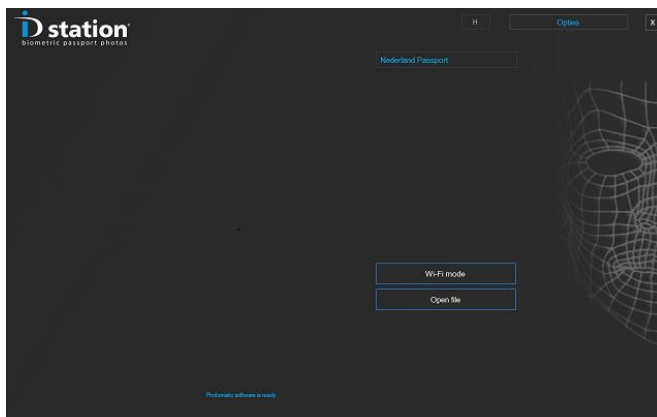 iD station®
biometric passport photos
H
Opties
X
Nederland Passport
Wi-Fi mode
Open file
Photomatic software is ready